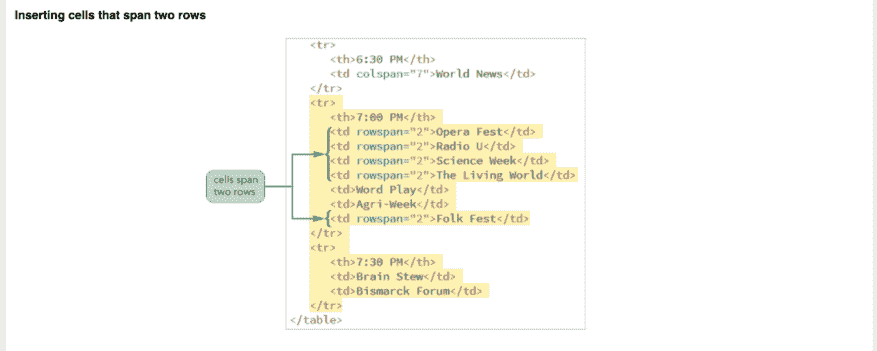 Inserting cells that span two rows
<tr>
<th>6:30 PM</th>
<td colspan="7">World News</td>
</tr>
<tr>
<th>7:00 PM</th>
<td rowspan="2">Opera Fest</td>
<td rowspan="2">Radio U</td>
<td rowspan="2">Science Week</td>
<td rowspan="2">The Living World</td>
cells span
two rows
<td>Word Play</td>
<td>Agri-Week</td>
<td rowspan="2">Folk Fest</td>
</tr>
<tr>
<th>7:30 PM</th>
<td>Brain Stew</td>
<td>Bismarck Forum</td>
</tr>
</table>